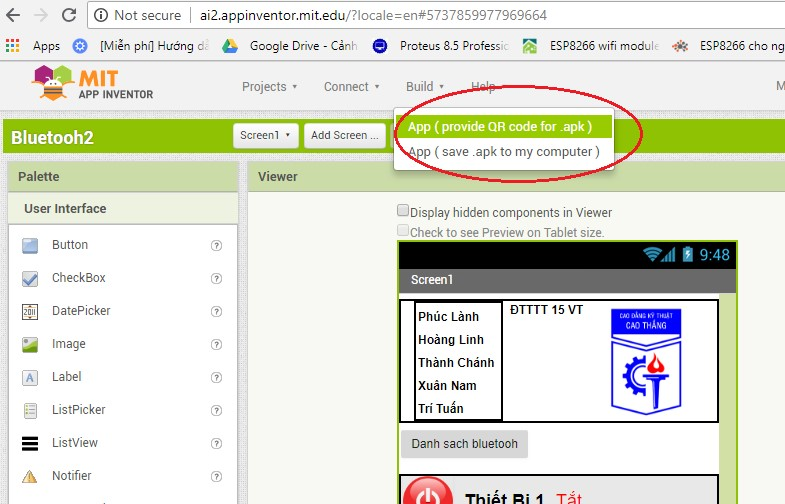 Not secure | ai2.appinventor.mit.edu/?locale=en#5737859977969664
Apps [Miễn phí] Hướng dẫ Google Drive - Cảnh Proteus 8.5 Professio ESP8266 wifi module ESP8266 cho ng
MIT
APP INVENTOR
Projects Connect Build Help M
Bluetooh2 Screen1 Add Screen ...
App ( provide QR code for .apk )
App ( save .apk to my computer )
Palette
Viewer
User Interface
Display hidden components in Viewer
Check to see Preview on Tablet size.
Button ?
CheckBox ?
DatePicker ?
2011
Image ?
Label ?
A
ListPicker ?
ListView ?
Notifier ?
9:48
Screen1
Phúc Lành
Hoàng Linh
Thành Chánh
Xuân Nam
Trí Tuấn
ĐTTTT 15 VT
CAO ĐẲNG KỸ THUẬT
CAO THẮNG
Danh sach bluetooh
Thiết Bị 1 Tắt